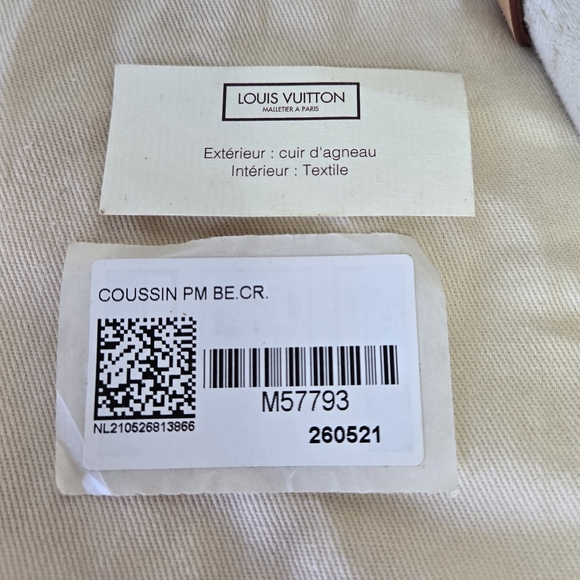 LOUIS VUITTON
MALLETIER A PARIS
Extérieur : cuir d'agneau
Intérieur : Textile
COUSSIN PM BE.CR.
NL210526813866
M57793
260521